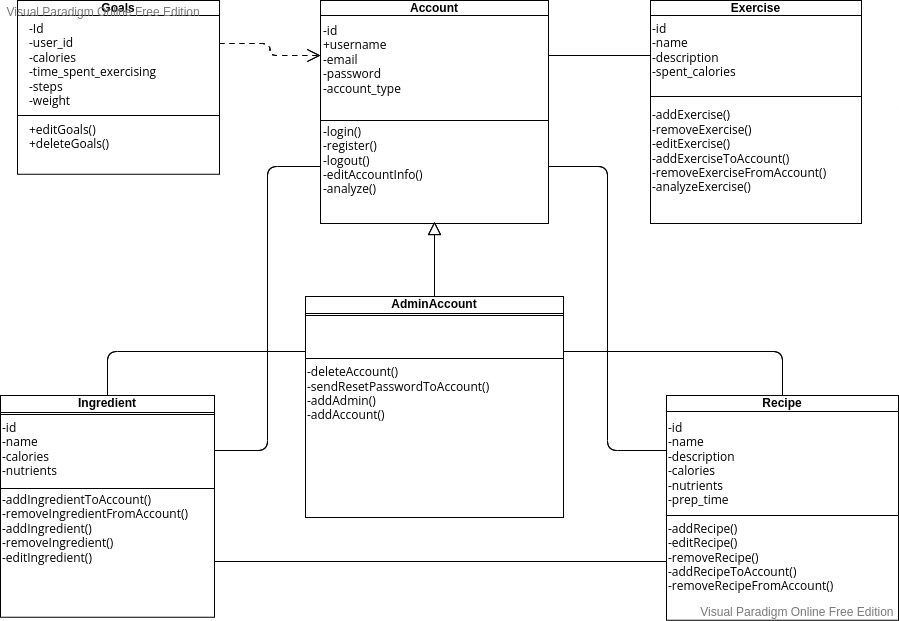 Visual Paradigm Online Free Edition
Goals
-Id
-user_id
-calories
-time_spent_exercising
-steps
-weight
+editGoals()
+deleteGoals()
Account
-id
+username
-email
-password
-account_type
-login()
-register()
-logout()
-editAccountInfo()
-analyze()
Exercise
-id
-name
-description
-spent_calories
-addExercise()
-removeExercise()
-editExercise()
-addExerciseToAccount()
-removeExerciseFromAccount()
-analyzeExercise()
AdminAccount
-deleteAccount()
-sendResetPasswordToAccount()
-addAdmin()
-addAccount()
Ingredient
-id
-name
-calories
-nutrients
-addIngredientToAccount()
-removeIngredientFromAccount()
-addIngredient()
-removeIngredient()
-editIngredient()
Recipe
-id
-name
-description
-calories
-nutrients
-prep_time
-addRecipe()
-editRecipe()
-removeRecipe()
-addRecipeToAccount()
-removeRecipeFromAccount()
Visual Paradigm Online Free Edition